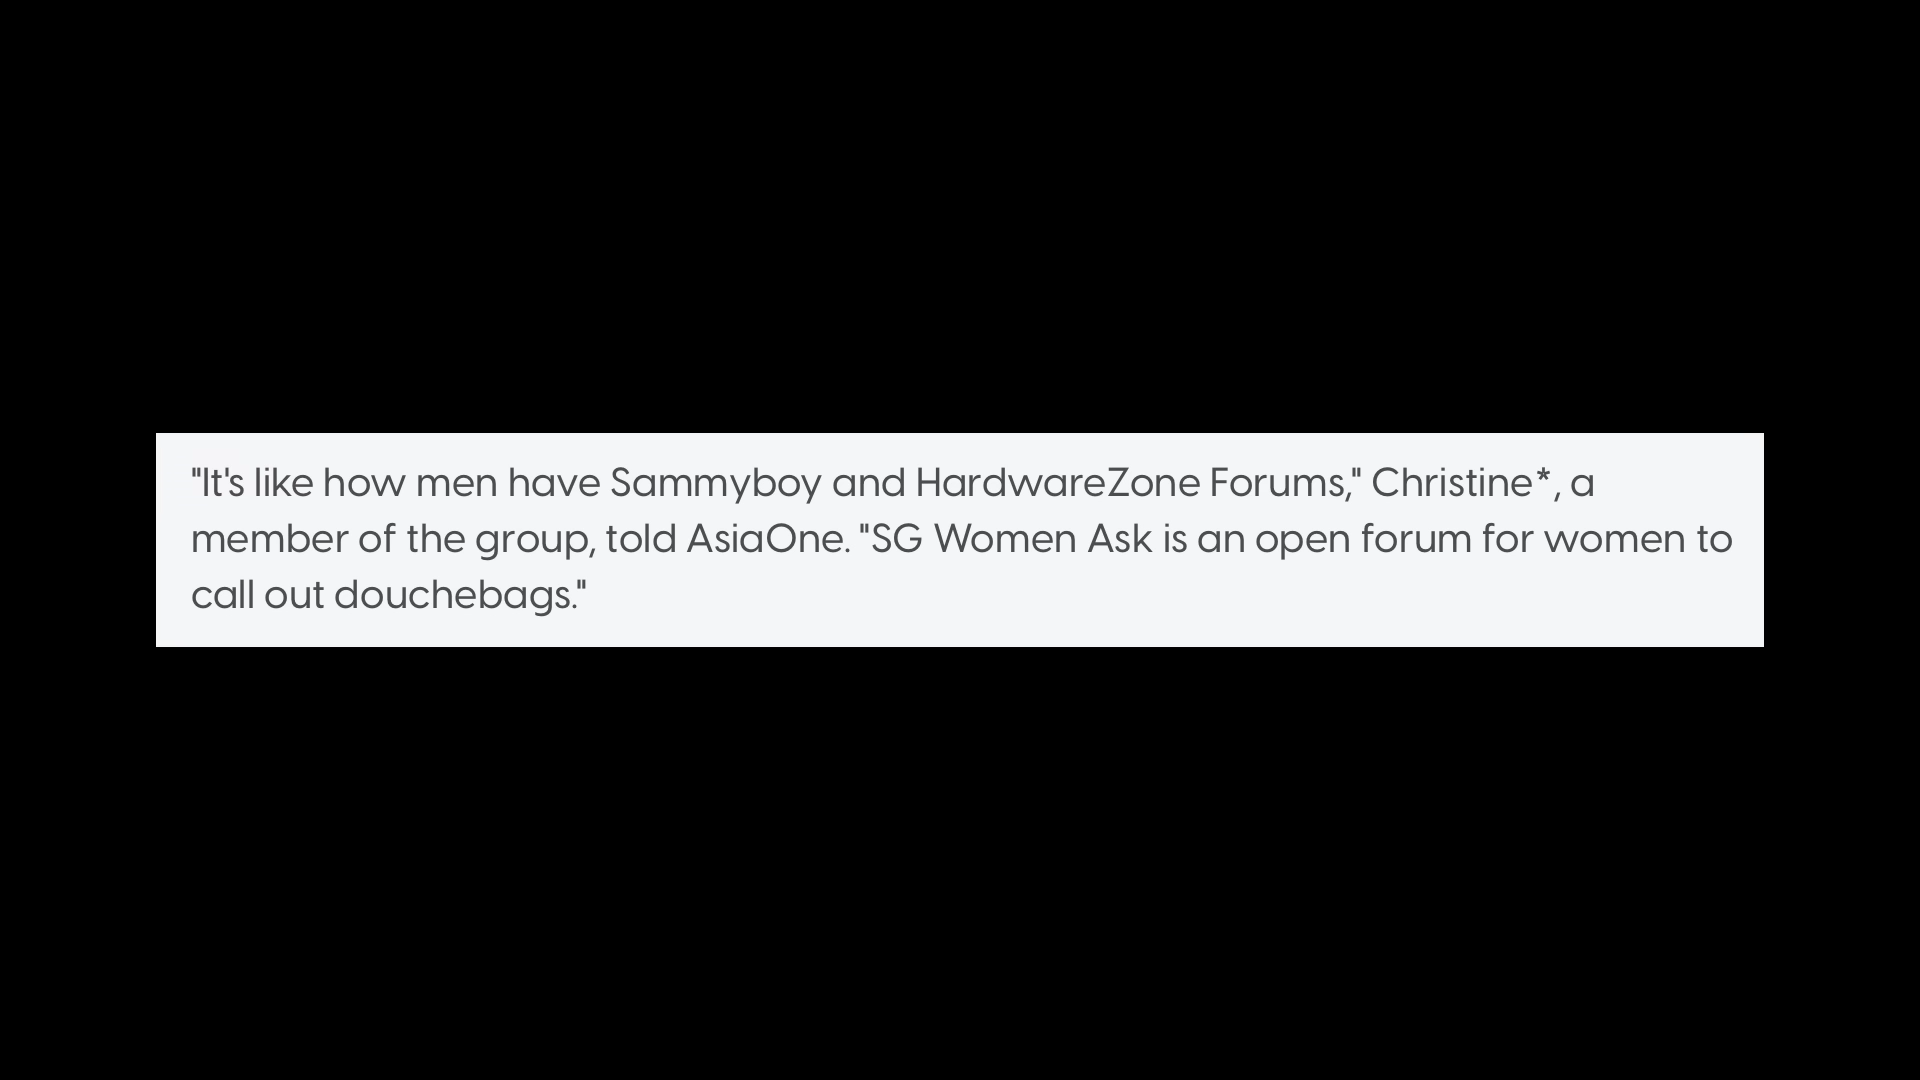 "It's like how men have Sammyboy and HardwareZone Forums," Christine*, a
member of the group, told AsiaOne. "SG Women Ask is an open forum for women to
call out douchebags."